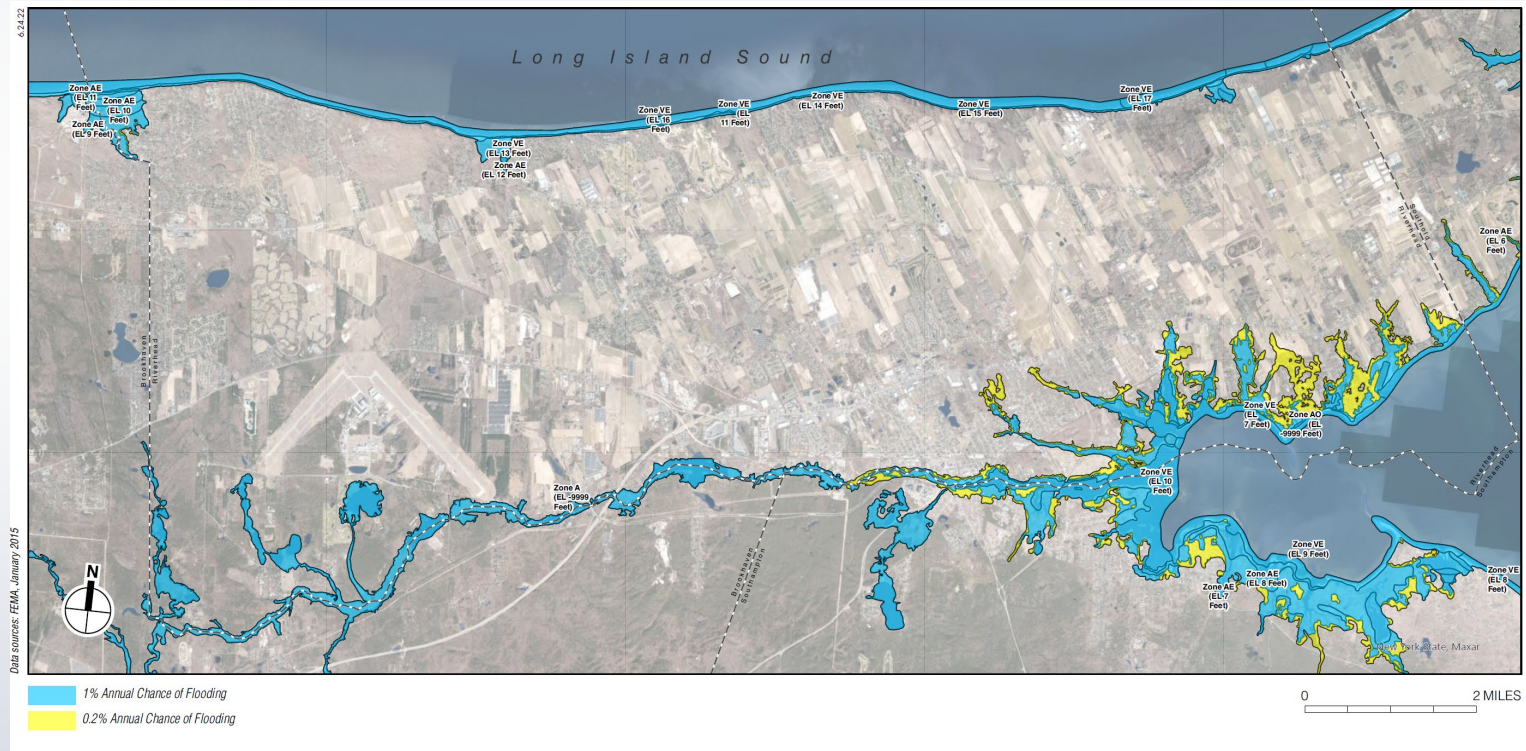 6.24.22
Long Island Sound
Zone AE
(EL 11
Feet)
Zone AE
(EL 10
Feet)
Zone AE
(EL 9 Feet)
Zone VE
(EL 13 Feet)
Zone AE
(EL 12 Feet)
Zone VE
(EL 16
Feet)
Zone VE
(EL
11 Feet)
Zone VE
(EL 14 Feet)
Zone VE
(EL 15 Feet)
Zone VE
(EL 17
Feet)
Southold
Riverhead
Zone AE
(EL 6
Feet)
Brookhaven
Riverhead
Zone VE
(EL
7 Feet)
Zone AO
(EL
-9999 Feet)
Riverhead
Southampton
Zone VE
(EL 10
Feet)
Zone A
(EL -9999
Feet)
Brookhaven
Southampton
Zone VE
(EL 9 Feet)
Zone AE
(EL 8 Feet)
Zone AE
(EL 7
Feet)
Zone VE
(EL 8
Feet)
N
New York State, Maxar
Data sources: FEMA, January 2015
1% Annual Chance of Flooding
0.2% Annual Chance of Flooding
0 2 MILES